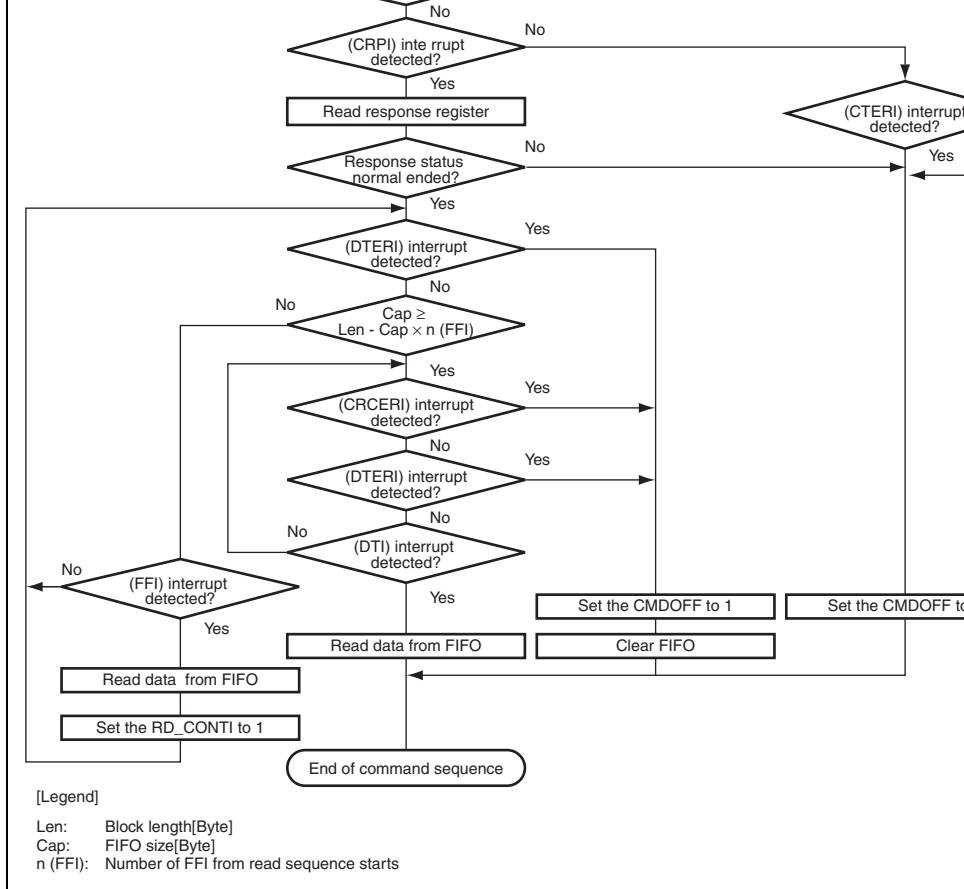 No
(CRPI) inte rrupt
detected?
No
Yes
Read response register
(CTERI) interrupt
detected?
Yes
Response status
normal ended?
No
Yes
(DTERI) interrupt
detected?
Yes
No
No
Cap ≥
Len - Cap × n (FFI)
Yes
(CRCERI) interrupt
detected?
Yes
No
(DTERI) interrupt
detected?
Yes
No
No
(DTI) interrupt
detected?
Yes
No
(FFI) interrupt
detected?
Yes
Set the CMDOFF to 1
Set the CMDOFF to
Read data from FIFO
Clear FIFO
Read data  from FIFO
Set the RD_CONTI to 1
End of command sequence
[Legend]
Len: Block length[Byte]
Cap: FIFO size[Byte]
n (FFI): Number of FFI from read sequence starts